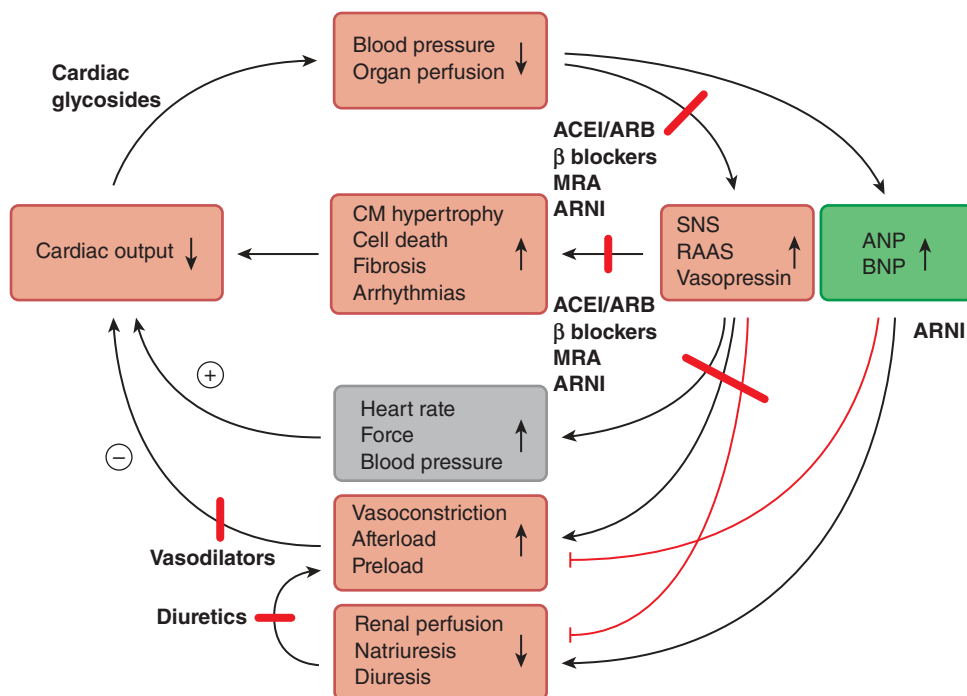 Blood pressure
Organ perfusion
Cardiac
glycosides
ACEI/ARB
β blockers
MRA
ARNI
CM hypertrophy
Cell death
Fibrosis
Arrhythmias
SNS
RAAS
Vasopressin
ANP
BNP
Cardiac output
ACEI/ARB
β blockers
MRA
ARNI
ARNI
+
Heart rate
Force
Blood pressure
−
Vasoconstriction
Afterload
Preload
Vasodilators
Diuretics
Renal perfusion
Natriuresis
Diuresis